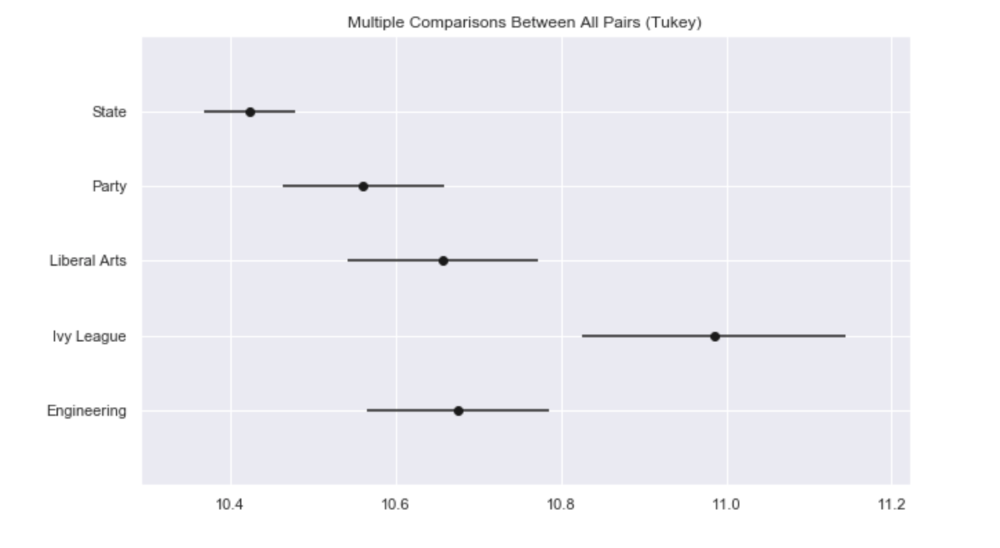 Multiple Comparisons Between All Pairs (Tukey)
State
Party
Liberal Arts
Ivy League
Engineering
10.4 10.6 10.8 11.0 11.2